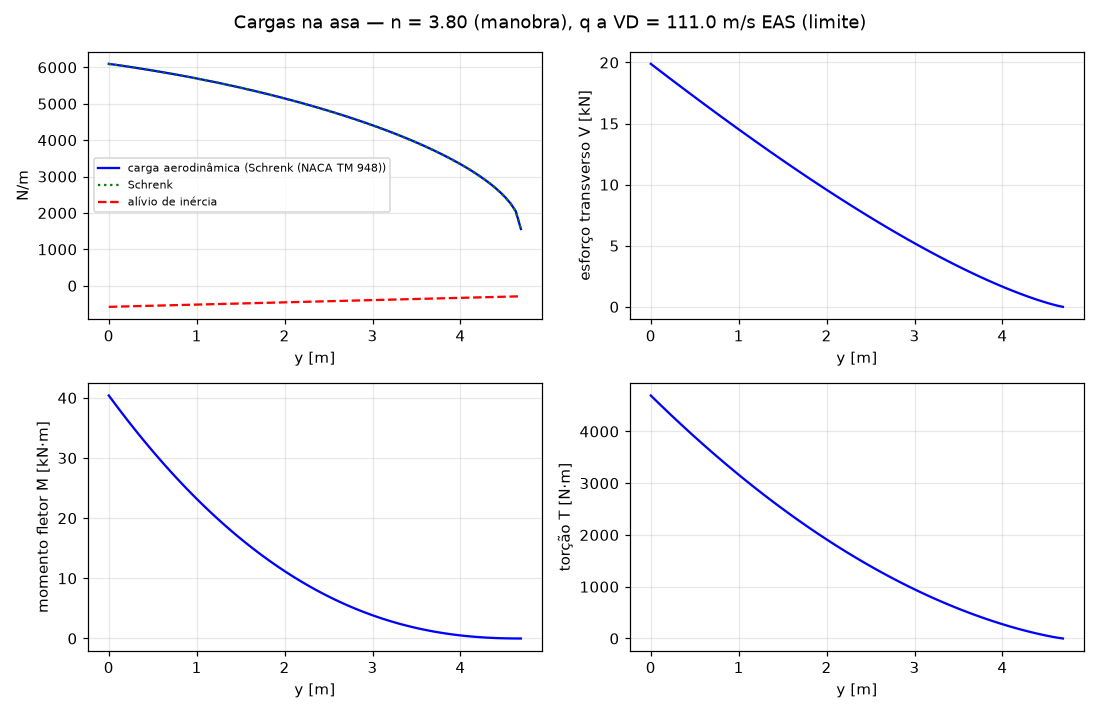 Cargas na asa — n = 3.80 (manobra), q a VD = 111.0 m/s EAS (limite)
N/m
6000
5000
4000
3000
2000
1000
0
carga aerodinâmica (Schrenk (NACA TM 948))
Schrenk
alívio de inércia
0 1 2 3 4
y [m]
esforço transverso V [kN]
20
15
10
5
0
0 1 2 3 4
y [m]
momento fletor M [kN·m]
40
30
20
10
0
0 1 2 3 4
y [m]
torção T [N·m]
4000
3000
2000
1000
0
0 1 2 3 4
y [m]